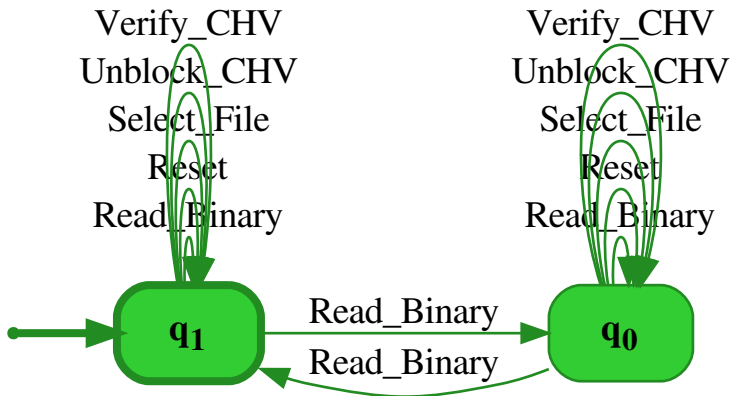 Verify_CHV
Unblock_CHV
Select_File
Reset
Read_Binary
q1
Read_Binary
Read_Binary
Verify_CHV
Unblock_CHV
Select_File
Reset
Read_Binary
q0